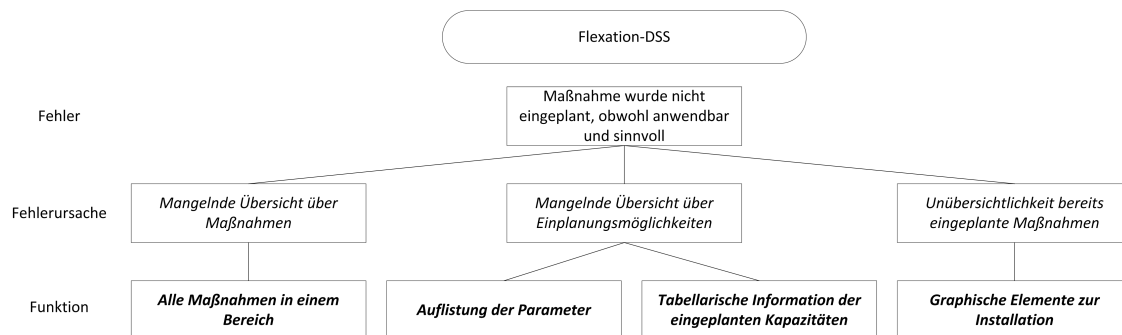 Flexation-DSS
Fehler
Maßnahme wurde nicht
eingeplant, obwohl anwendbar
und sinnvoll
Fehlerursache
Mangelnde Übersicht über
Maßnahmen
Mangelnde Übersicht über
Einplanungsmöglichkeiten
Unübersichtlichkeit bereits
eingeplante Maßnahmen
Funktion
Alle Maßnahmen in einem
Bereich
Auflistung der Parameter
Tabellarische Information der
eingeplanten Kapazitäten
Graphische Elemente zur
Installation